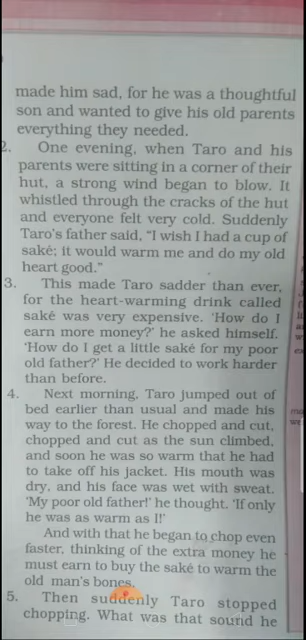 made him sad, for he was a thoughtful
son and wanted to give his old parents
everything they needed.
2. One evening, when Taro and his
parents were sitting in a corner of their
hut, a strong wind began to blow. It
whistled through the cracks of the hut
and everyone felt very cold. Suddenly
Taro's father said, “I wish I had a cup of
saké; it would warm me and do my old
heart good.”
3. This made Taro sadder than ever,
for the heart-warming drink called
saké was very expensive. ‘How do I
earn more money?’ he asked himself.
‘How do I get a little saké for my poor
old father?’ He decided to work harder
than before.
4. Next morning, Taro jumped out of
bed earlier than usual and made his
way to the forest. He chopped and cut,
chopped and cut as the sun climbed,
and soon he was so warm that he had
to take off his jacket. His mouth was
dry, and his face was wet with sweat.
‘My poor old father!’ he thought. ‘If only
he was as warm as I!’
And with that he began to chop even
faster, thinking of the extra money he
must earn to buy the saké to warm the
old man's bones.
5. Then suddenly Taro stopped
chopping. What was that sound he